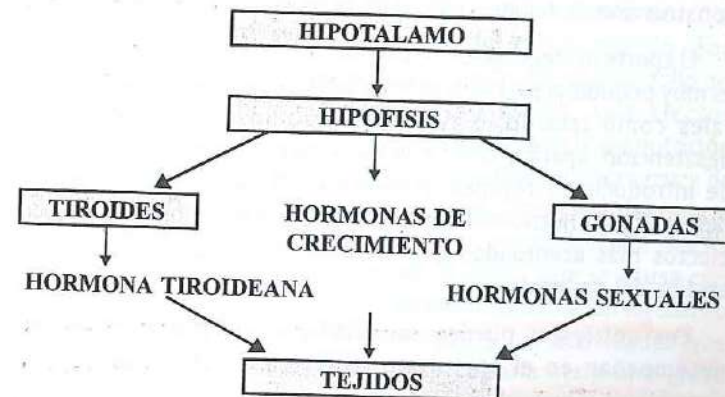 HIPOTALAMO
HIPOFISIS
TIROIDES
HORMONAS DE
CRECIMIENTO
GONADAS
HORMONA TIROIDEANA
HORMONAS SEXUALES
TEJIDOS